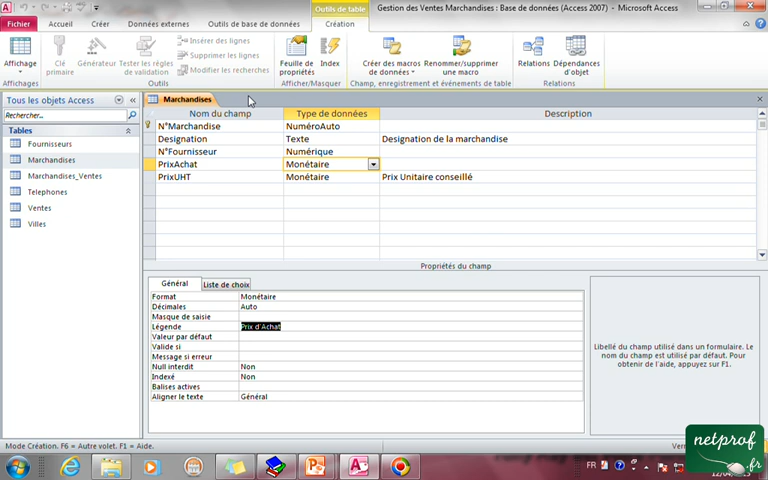 Outils de table
Gestion des Ventes Marchandises : Base de données (Access 2007) - Microsoft Access
Fichier
Accueil
Créer
Données externes
Outils de base de données
Création
Affichage
Clé primaire
Générateur
Tester les règles de validation
Insérer des lignes
Supprimer les lignes
Modifier les recherches
Feuille de propriétés
Index
Créer des macros de données
Renommer/supprimer une macro
Relations
Dépendances d'objet
Affichages
Outils
Afficher/Masquer
Champ, enregistrement et événements de table
Relations
Tous les objets Access
Rechercher...
Tables
Fournisseurs
Marchandises
Marchandises_Ventes
Telephones
Ventes
Villes
Marchandises
Nom du champ Type de données Description
N°Marchandise NuméroAuto
Designation Texte Designation de la marchandise
N°Fournisseur Numérique
PrixAchat Monétaire
PrixUHT Monétaire Prix Unitaire conseillé
Propriétés du champ
Général Liste de choix
Format Monétaire
Décimales Auto
Masque de saisie
Légende Prix d'Achat
Valeur par défaut
Valide si
Message si erreur
Null interdit Non
Indexé Non
Balises actives
Aligner le texte Général
Libellé du champ utilisé dans un formulaire. Le
nom du champ est utilisé par défaut. Pour
obtenir de l'aide, appuyez sur F1.
Mode Création. F6 = Autre volet. F1 = Aide.
FR
netprof
.fr